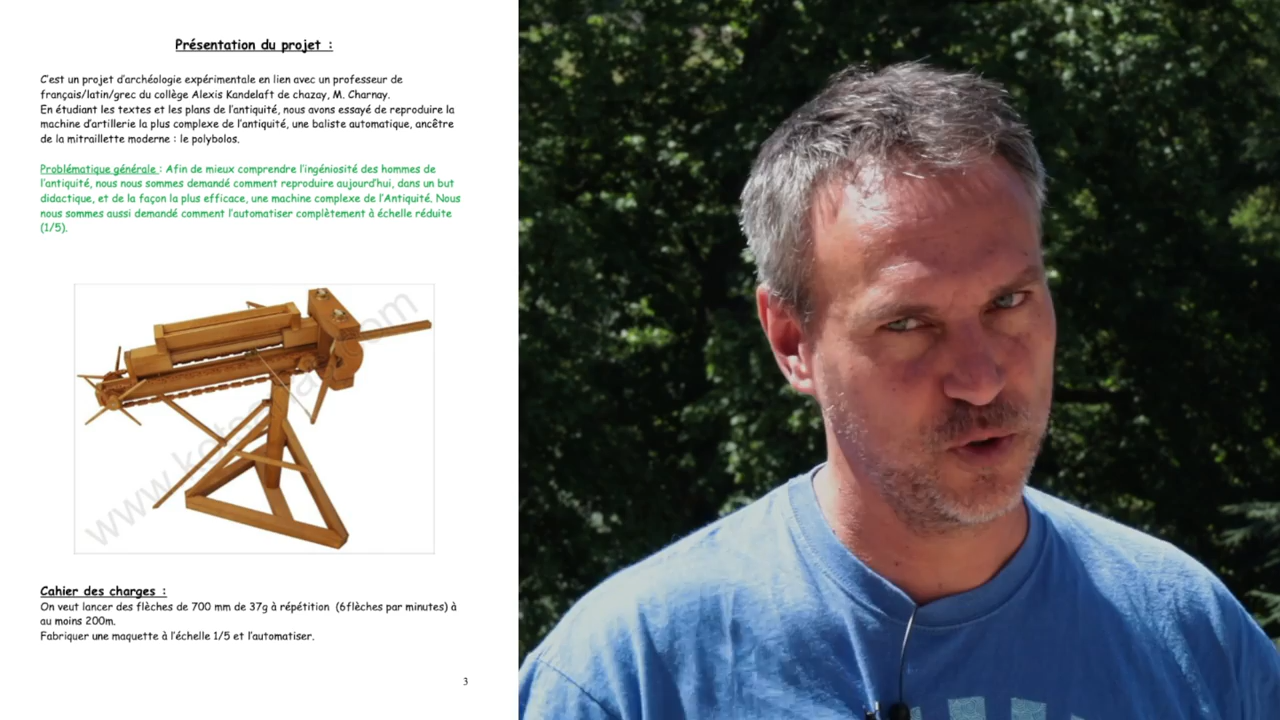 Présentation du projet :
C'est un projet d'archéologie expérimentale en lien avec un professeur de
français/latin/grec du collège Alexis Kandelaft de chazay, M. Charnay.
En étudiant les textes et les plans de l'antiquité, nous avons essayé de reproduire la
machine d'artillerie la plus complexe de l'antiquité, une baliste automatique, ancêtre
de la mitraillette moderne : le polybolos.
Problématique générale : Afin de mieux comprendre l'ingéniosité des hommes de
l'antiquité, nous nous sommes demandé comment reproduire aujourd'hui, dans un but
didactique, et de la façon la plus efficace, une machine complexe de l'Antiquité. Nous
nous sommes aussi demandé comment l'automatiser complètement à échelle réduite
(1/5).
Cahier des charges :
On veut lancer des flèches de 700 mm de 37g à répétition (6flèches par minutes) à
au moins 200m.
Fabriquer une maquette à l'échelle 1/5 et l'automatiser.
3